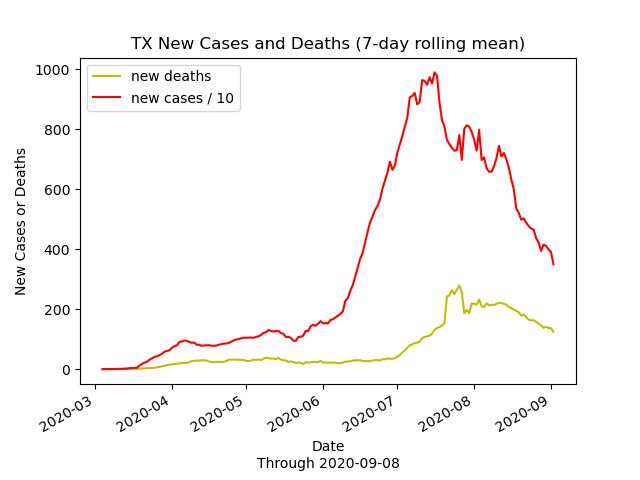 TX New Cases and Deaths (7-day rolling mean)
new deaths
new cases / 10
New Cases or Deaths
1000
800
600
400
200
0
2020-03
2020-04
2020-05
2020-06
2020-07
2020-08
2020-09
Date
Through 2020-09-08